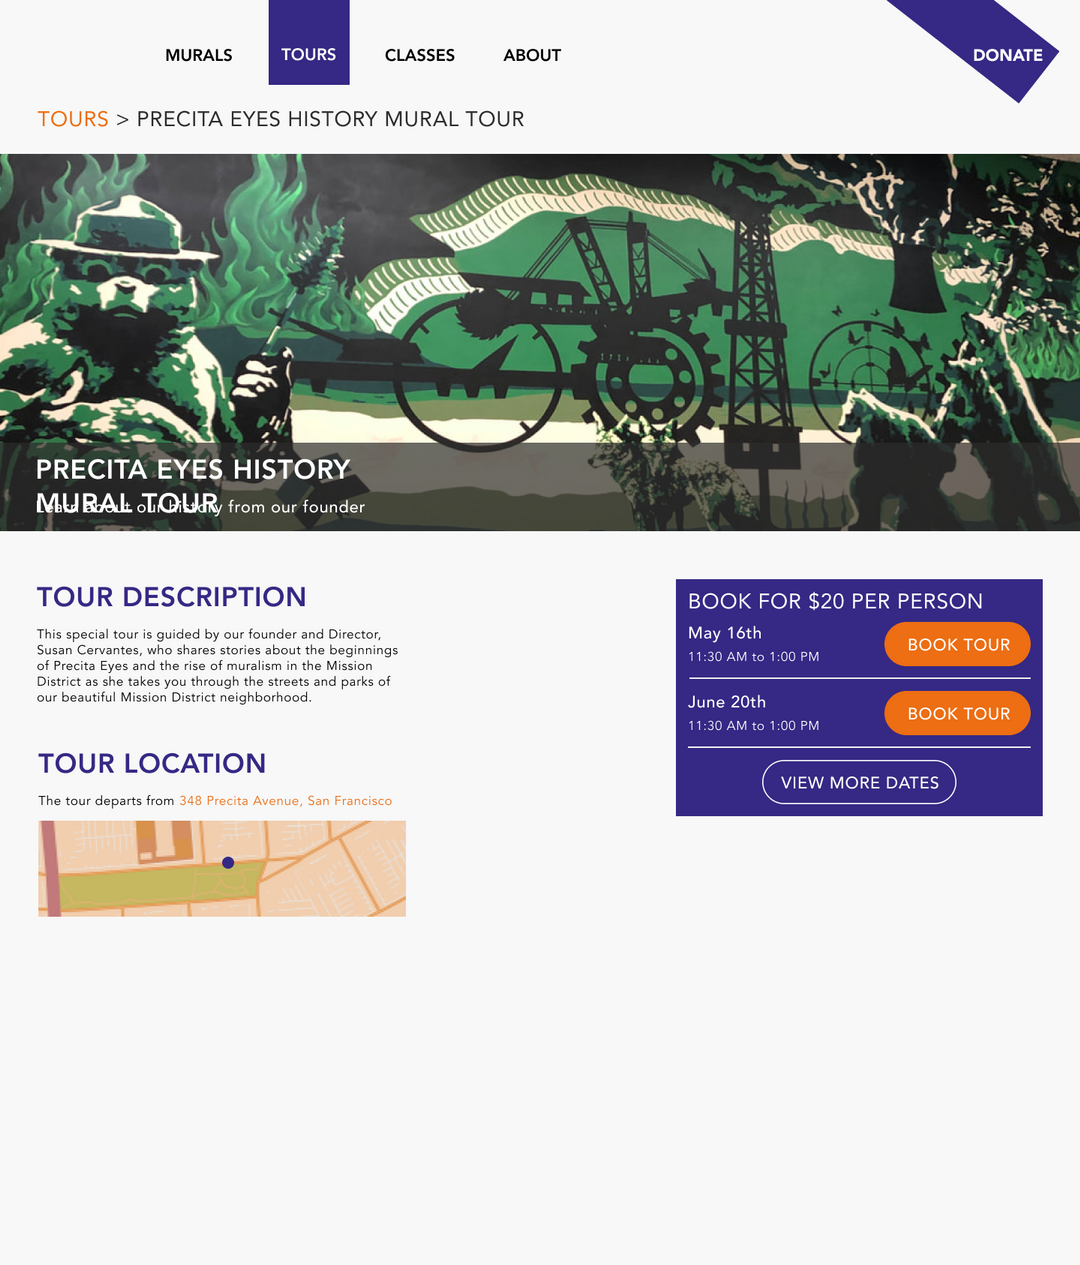 MURALS
TOURS
CLASSES
ABOUT
DONATE
TOURS > PRECITA EYES HISTORY MURAL TOUR
PRECITA EYES HISTORY
MURAL TOUR
Learn about our history from our founder
TOUR DESCRIPTION
This special tour is guided by our founder and Director,
Susan Cervantes, who shares stories about the beginnings
of Precita Eyes and the rise of muralism in the Mission
District as she takes you through the streets and parks of
our beautiful Mission District neighborhood.
TOUR LOCATION
The tour departs from 348 Precita Avenue, San Francisco
BOOK FOR $20 PER PERSON
May 16th
11:30 AM to 1:00 PM
BOOK TOUR
June 20th
11:30 AM to 1:00 PM
BOOK TOUR
VIEW MORE DATES